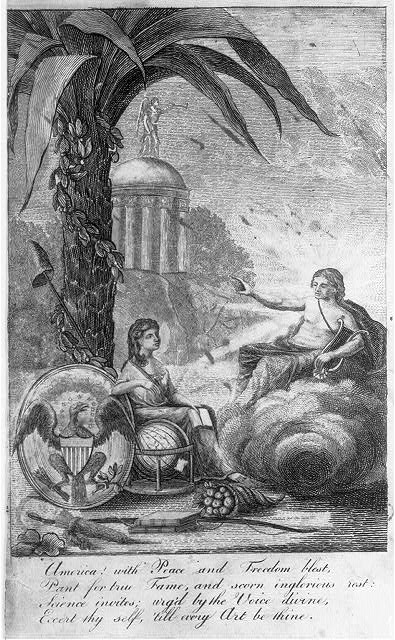 America! with Peace and Freedom blest,
Pant for true Fame, and scorn inglorious rest:
Science invites; urg'd by the Voice divine,
Exert thy self, till every Art be thine.